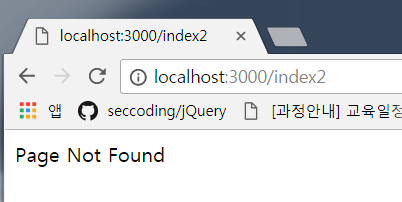 localhost:3000/index2
localhost:3000/index2
앱 seccoding/jQuery [과정안내] 교육일정
Page Not Found